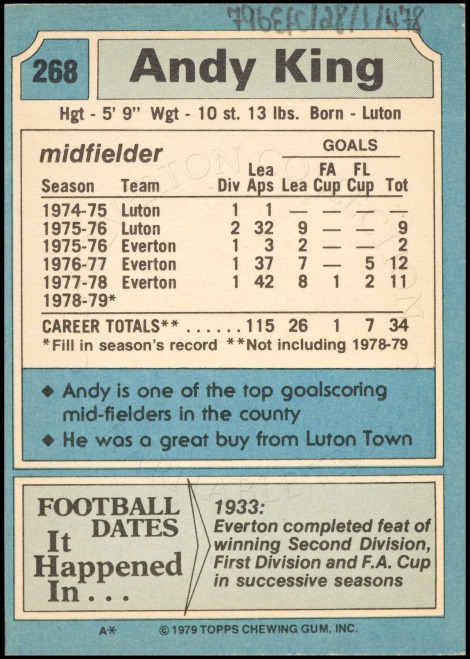 796Efc/28/1/478
268 Andy King
Hgt - 5' 9" Wgt - 10 st. 13 lbs. Born - Luton
midfielder GOALS
Season Team Div Lea Aps Lea FA Cup FL Cup Tot
1974-75 Luton 1 1 — — — —
1975-76 Luton 2 32 9 — — 9
1975-76 Everton 1 3 2 — — 2
1976-77 Everton 1 37 7 — 5 12
1977-78 Everton 1 42 8 1 2 11
1978-79*
CAREER TOTALS** ...... 115 26 1 7 34
*Fill in season's record **Not including 1978-79
◆ Andy is one of the top goalscoring
mid-fielders in the county
◆ He was a great buy from Luton Town
FOOTBALL
DATES
It
Happened
In . . .
1933:
Everton completed feat of
winning Second Division,
First Division and F.A. Cup
in successive seasons
A* © 1979 TOPPS CHEWING GUM, INC.